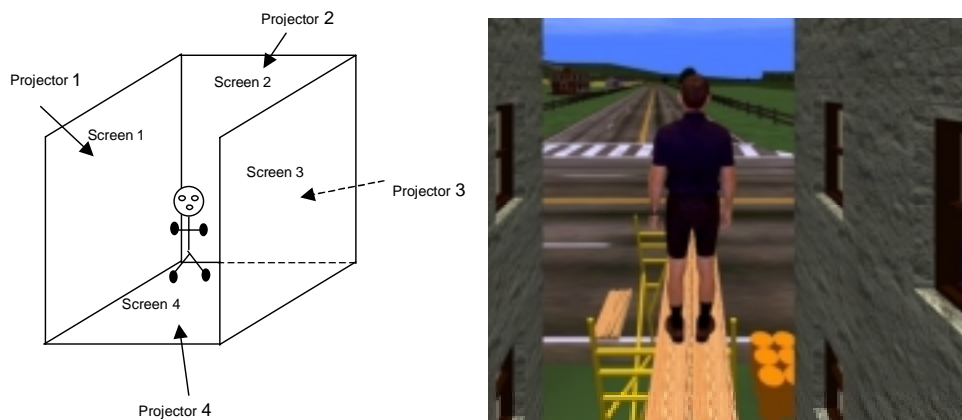 Projector 2
Projector 1
Screen 2
Screen 1
Screen 3
Projector 3
Screen 4
Projector 4